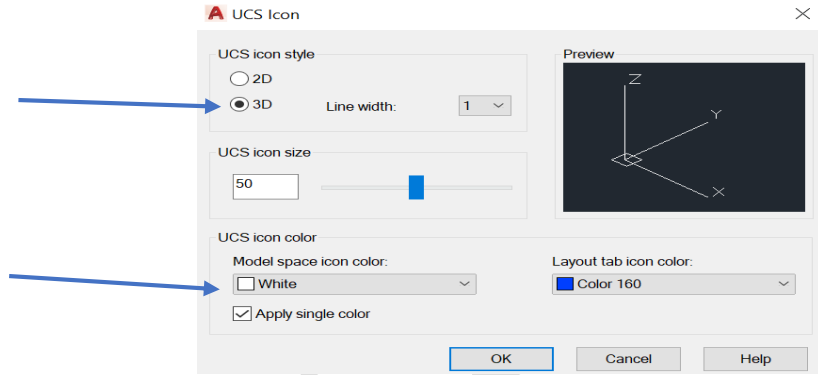 UCS Icon
UCS icon style
2D
3D
Line width:
1
Preview
Z
Y
X
UCS icon size
50
UCS icon color
Model space icon color:
White
Apply single color
Layout tab icon color:
Color 160
OK
Cancel
Help